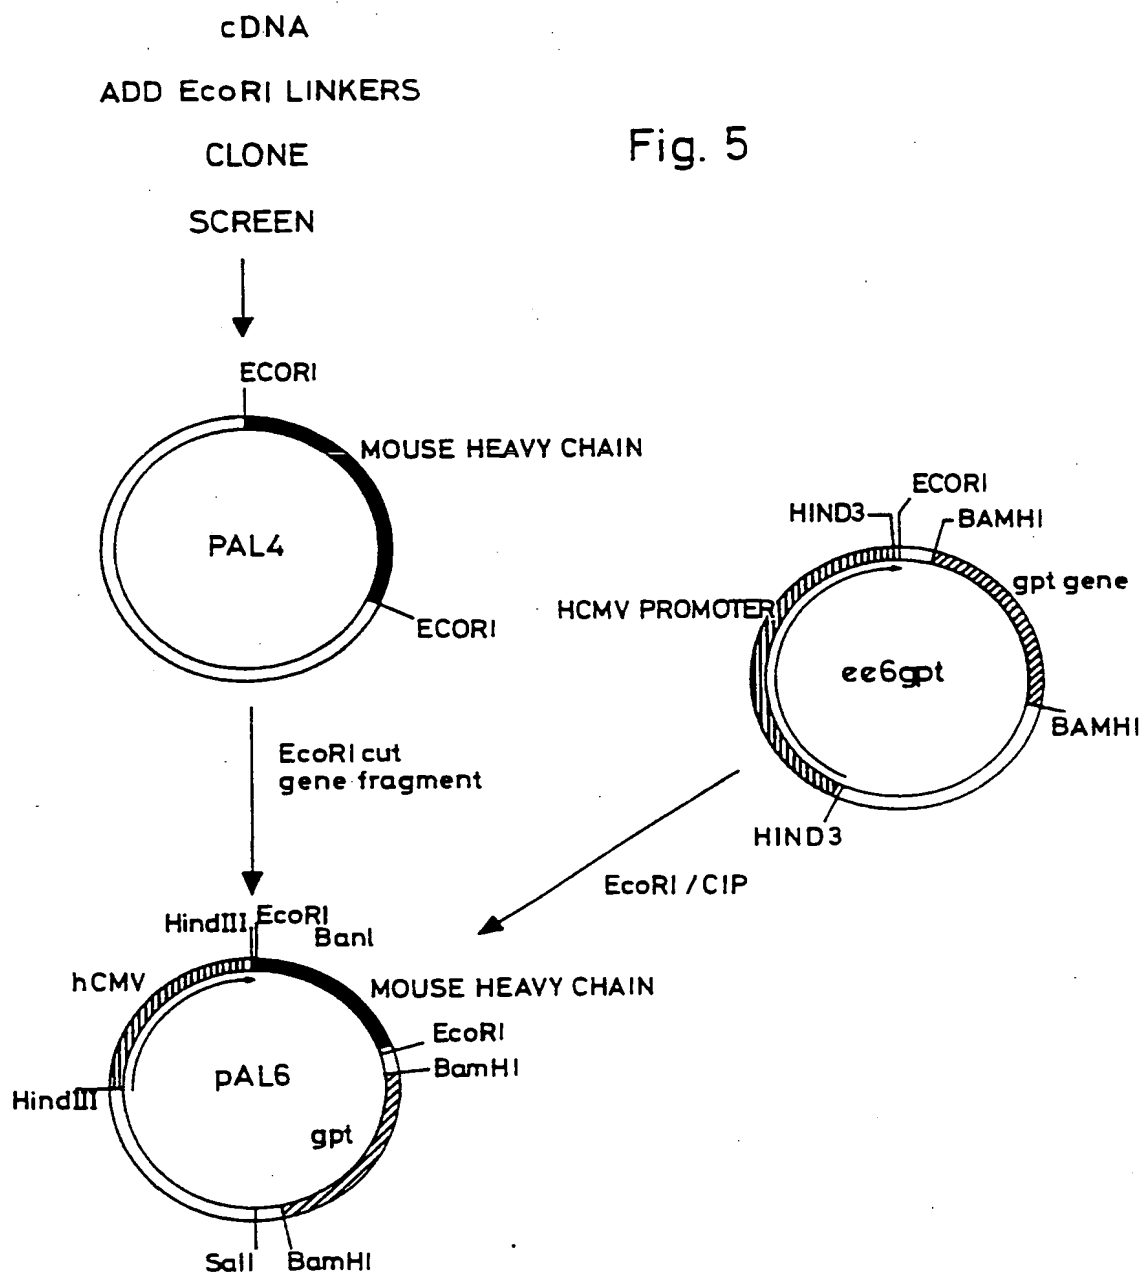 cDNA
ADD EcoRI LINKERS
CLONE
SCREEN
Fig. 5
ECORI
MOUSE HEAVY CHAIN
PAL4
ECORI
EcoRI cut
gene fragment
HIND3
ECORI
BAMHI
gpt gene
HCMV PROMOTER
ee6gpt
BAMHI
HIND3
EcoRI / CIP
HindIII
EcoRI
BanI
hCMV
MOUSE HEAVY CHAIN
EcoRI
BamHI
pAL6
HindIII
gpt
SalI
BamHI